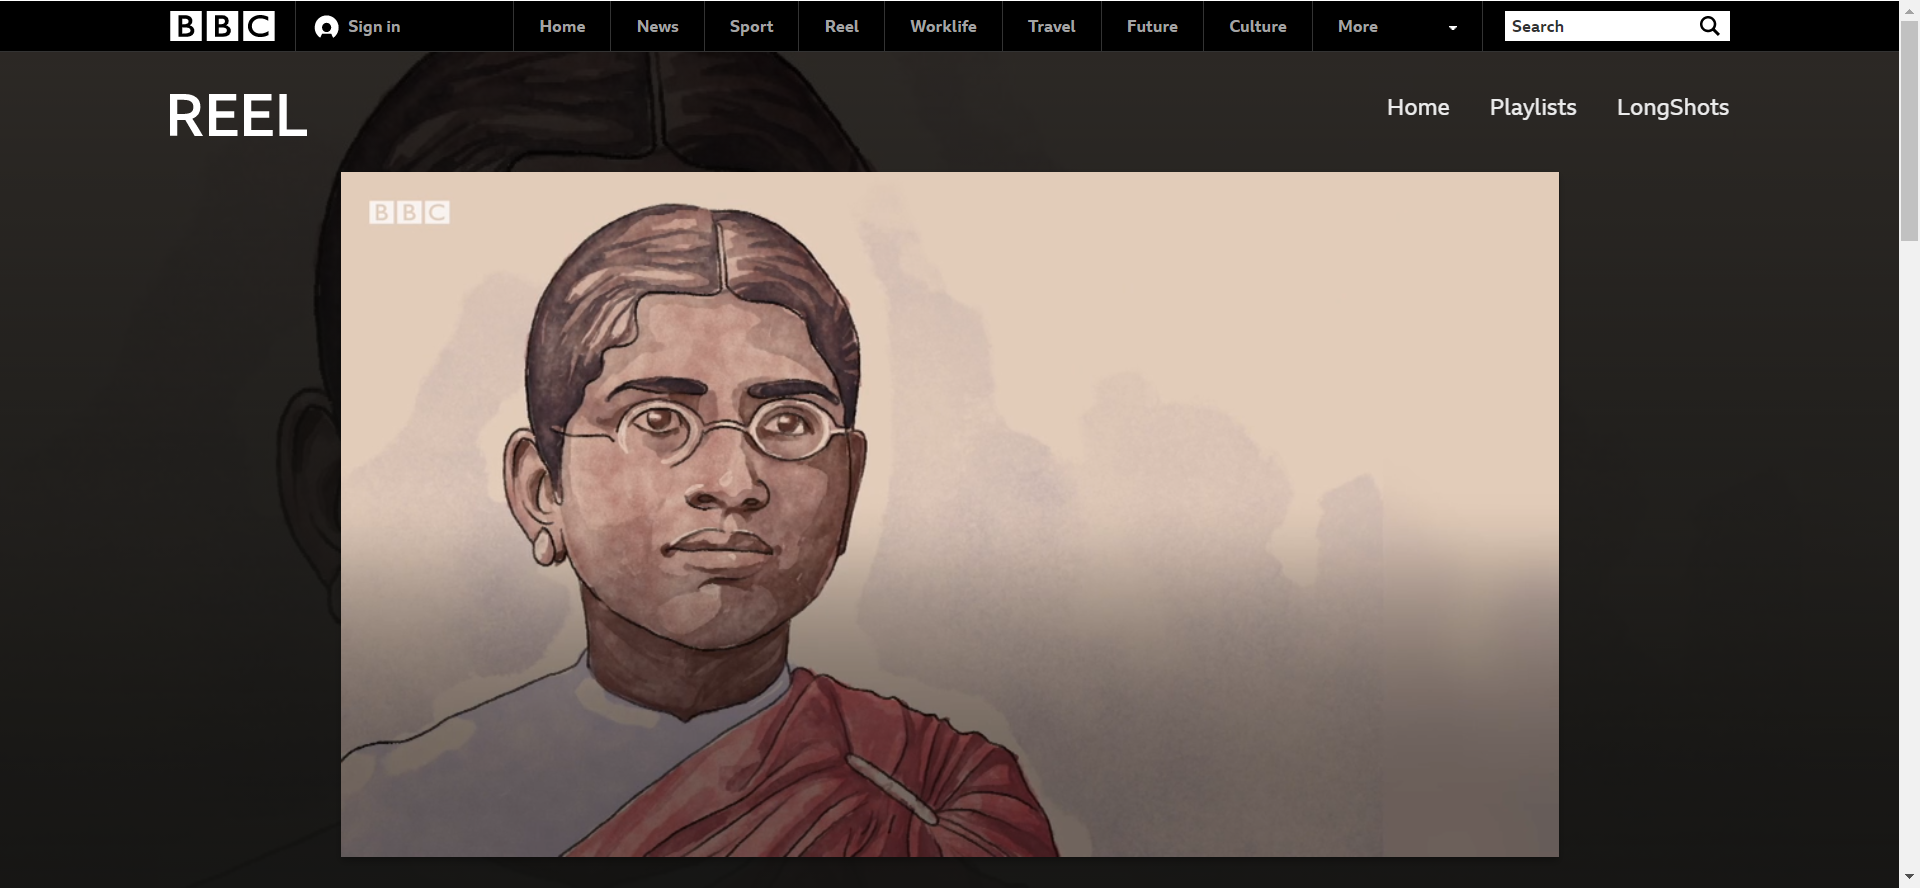 BBC Sign in Home News Sport Reel Worklife Travel Future Culture More Search
REEL
Home Playlists LongShots
BBC